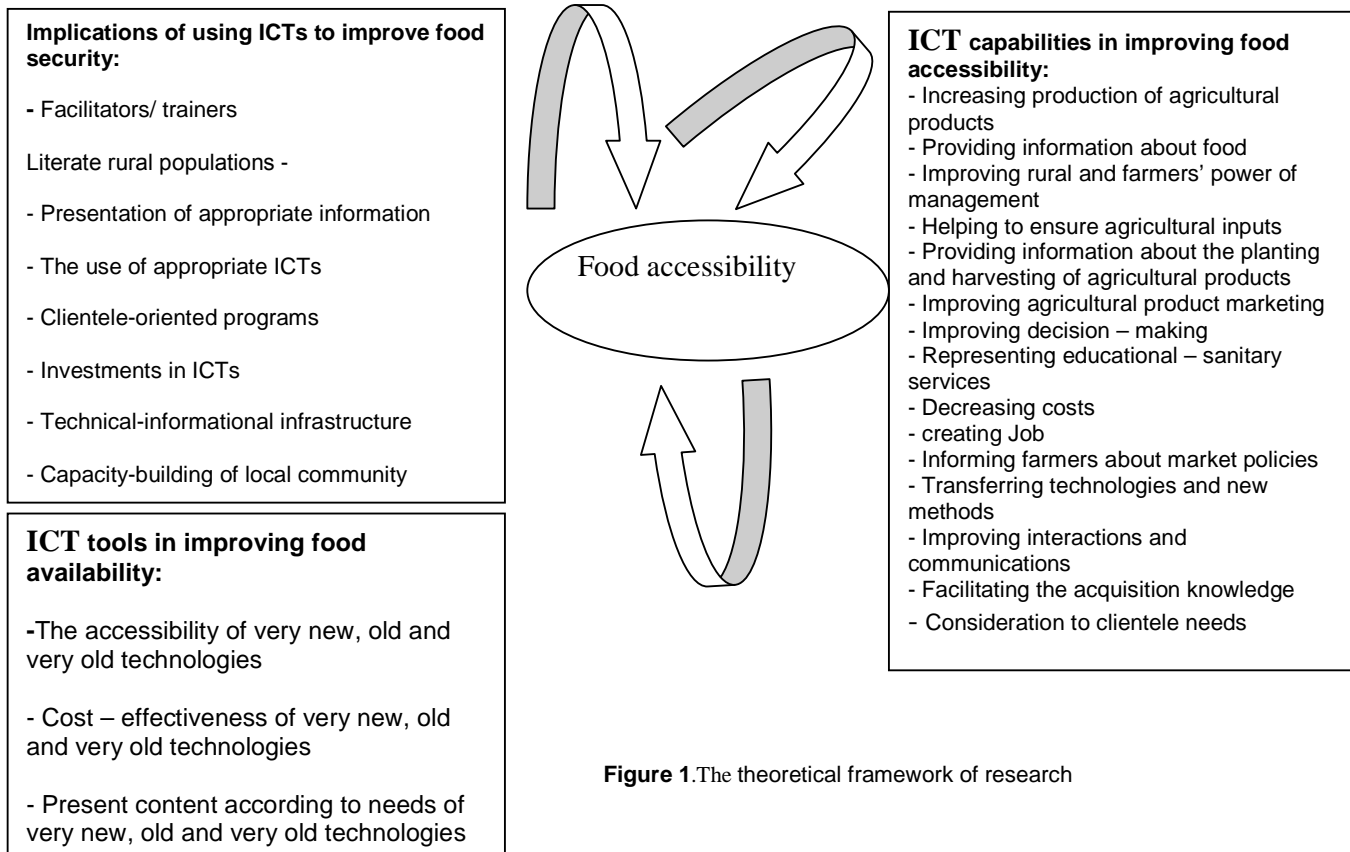 Implications of using ICTs to improve food
security:
- Facilitators/ trainers
Literate rural populations -
- Presentation of appropriate information
- The use of appropriate ICTs
- Clientele-oriented programs
- Investments in ICTs
- Technical-informational infrastructure
- Capacity-building of local community
ICT tools in improving food
availability:
-The accessibility of very new, old and
very old technologies
- Cost – effectiveness of very new, old
and very old technologies
- Present content according to needs of
very new, old and very old technologies
Food accessibility
ICT capabilities in improving food
accessibility:
- Increasing production of agricultural
products
- Providing information about food
- Improving rural and farmers’ power of
management
- Helping to ensure agricultural inputs
- Providing information about the planting
and harvesting of agricultural products
- Improving agricultural product marketing
- Improving decision – making
- Representing educational – sanitary
services
- Decreasing costs
- creating Job
- Informing farmers about market policies
- Transferring technologies and new
methods
- Improving interactions and
communications
- Facilitating the acquisition knowledge
- Consideration to clientele needs
Figure 1.The theoretical framework of research